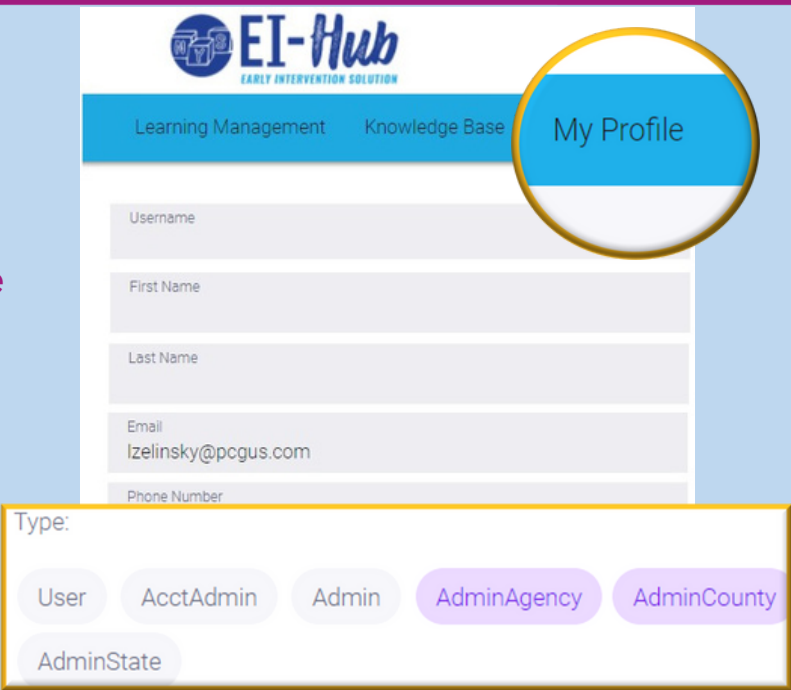 NYS
EI-Hub
EARLY INTERVENTION SOLUTION
Learning Management Knowledge Base My Profile
Username
e
First Name
Last Name
Email
lzelinsky@pcgus.com
Phone Number
Type:
User AcctAdmin Admin AdminAgency AdminCounty
AdminState